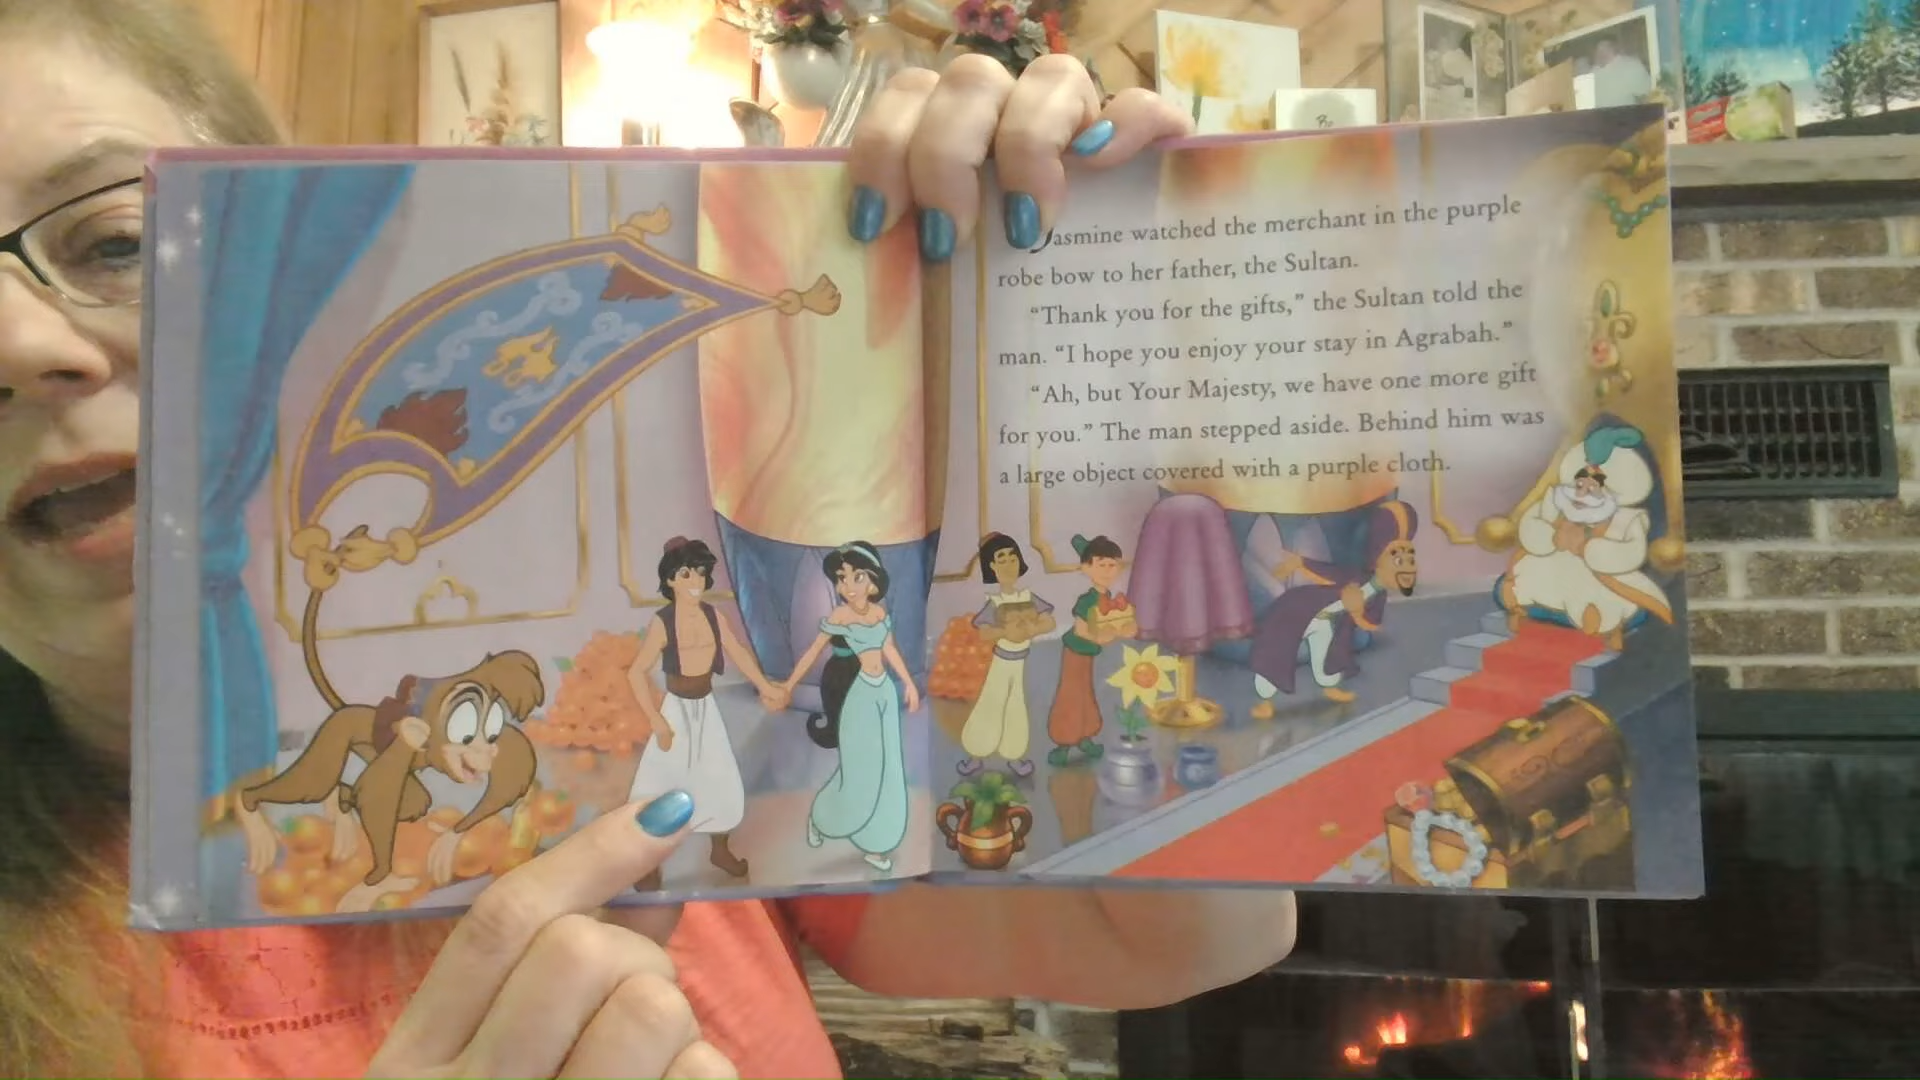 Jasmine watched the merchant in the purple
robe bow to her father, the Sultan.
“Thank you for the gifts,” the Sultan told the
man. “I hope you enjoy your stay in Agrabah.”
“Ah, but Your Majesty, we have one more gift
for you.” The man stepped aside. Behind him was
a large object covered with a purple cloth.